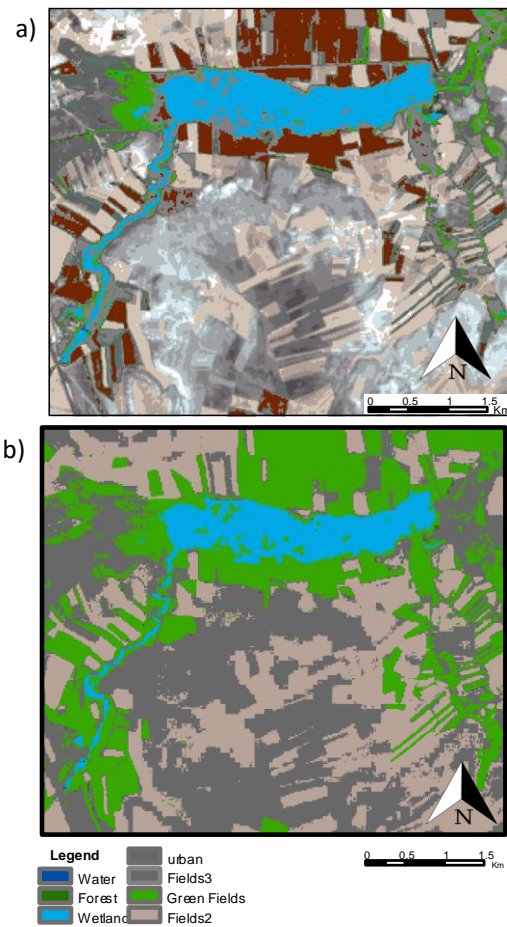 a)
N
0 0.5 1 1.5
Km
b)
N
Legend
urban
0 0.5 1 1.5
Km
Water
Fields3
Forest
Green Fields
Wetland
Fields2